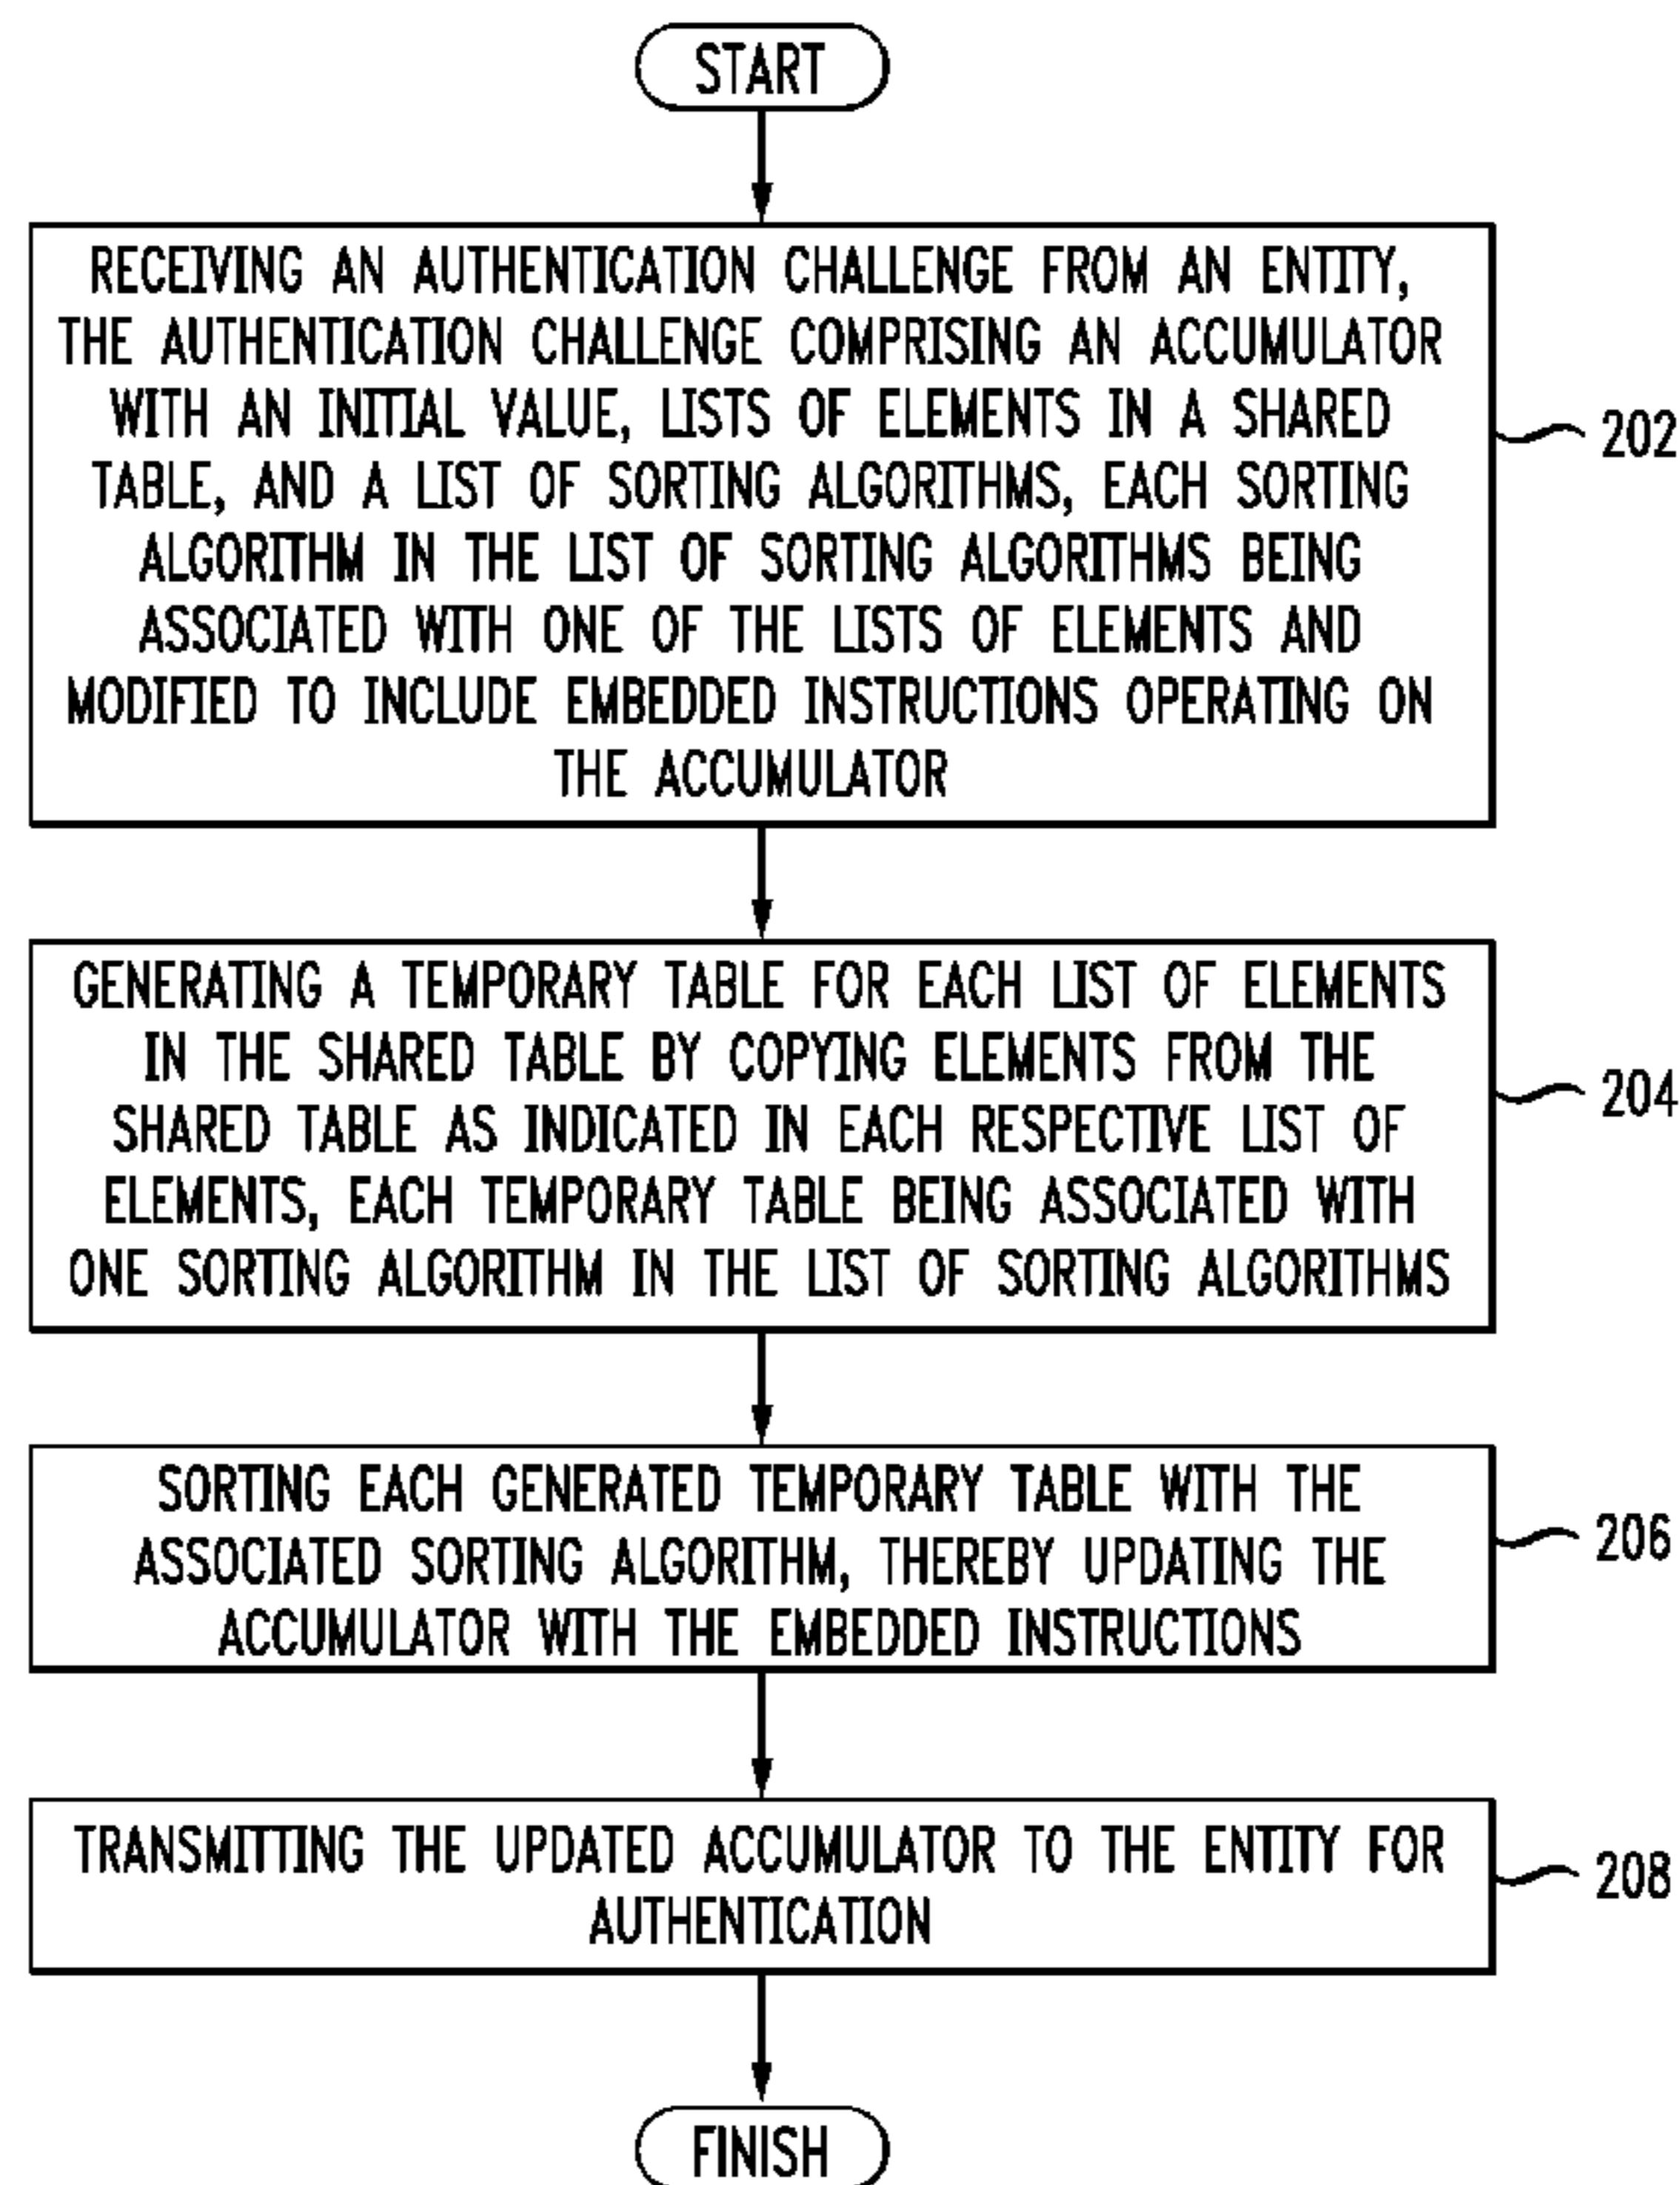 START
RECEIVING AN AUTHENTICATION CHALLENGE FROM AN ENTITY,
THE AUTHENTICATION CHALLENGE COMPRISING AN ACCUMULATOR
WITH AN INITIAL VALUE, LISTS OF ELEMENTS IN A SHARED
TABLE, AND A LIST OF SORTING ALGORITHMS, EACH SORTING
ALGORITHM IN THE LIST OF SORTING ALGORITHMS BEING
ASSOCIATED WITH ONE OF THE LISTS OF ELEMENTS AND
MODIFIED TO INCLUDE EMBEDDED INSTRUCTIONS OPERATING ON
THE ACCUMULATOR
202
GENERATING A TEMPORARY TABLE FOR EACH LIST OF ELEMENTS
IN THE SHARED TABLE BY COPYING ELEMENTS FROM THE
SHARED TABLE AS INDICATED IN EACH RESPECTIVE LIST OF
ELEMENTS, EACH TEMPORARY TABLE BEING ASSOCIATED WITH
ONE SORTING ALGORITHM IN THE LIST OF SORTING ALGORITHMS
204
SORTING EACH GENERATED TEMPORARY TABLE WITH THE
ASSOCIATED SORTING ALGORITHM, THEREBY UPDATING THE
ACCUMULATOR WITH THE EMBEDDED INSTRUCTIONS
206
TRANSMITTING THE UPDATED ACCUMULATOR TO THE ENTITY FOR
AUTHENTICATION
208
FINISH